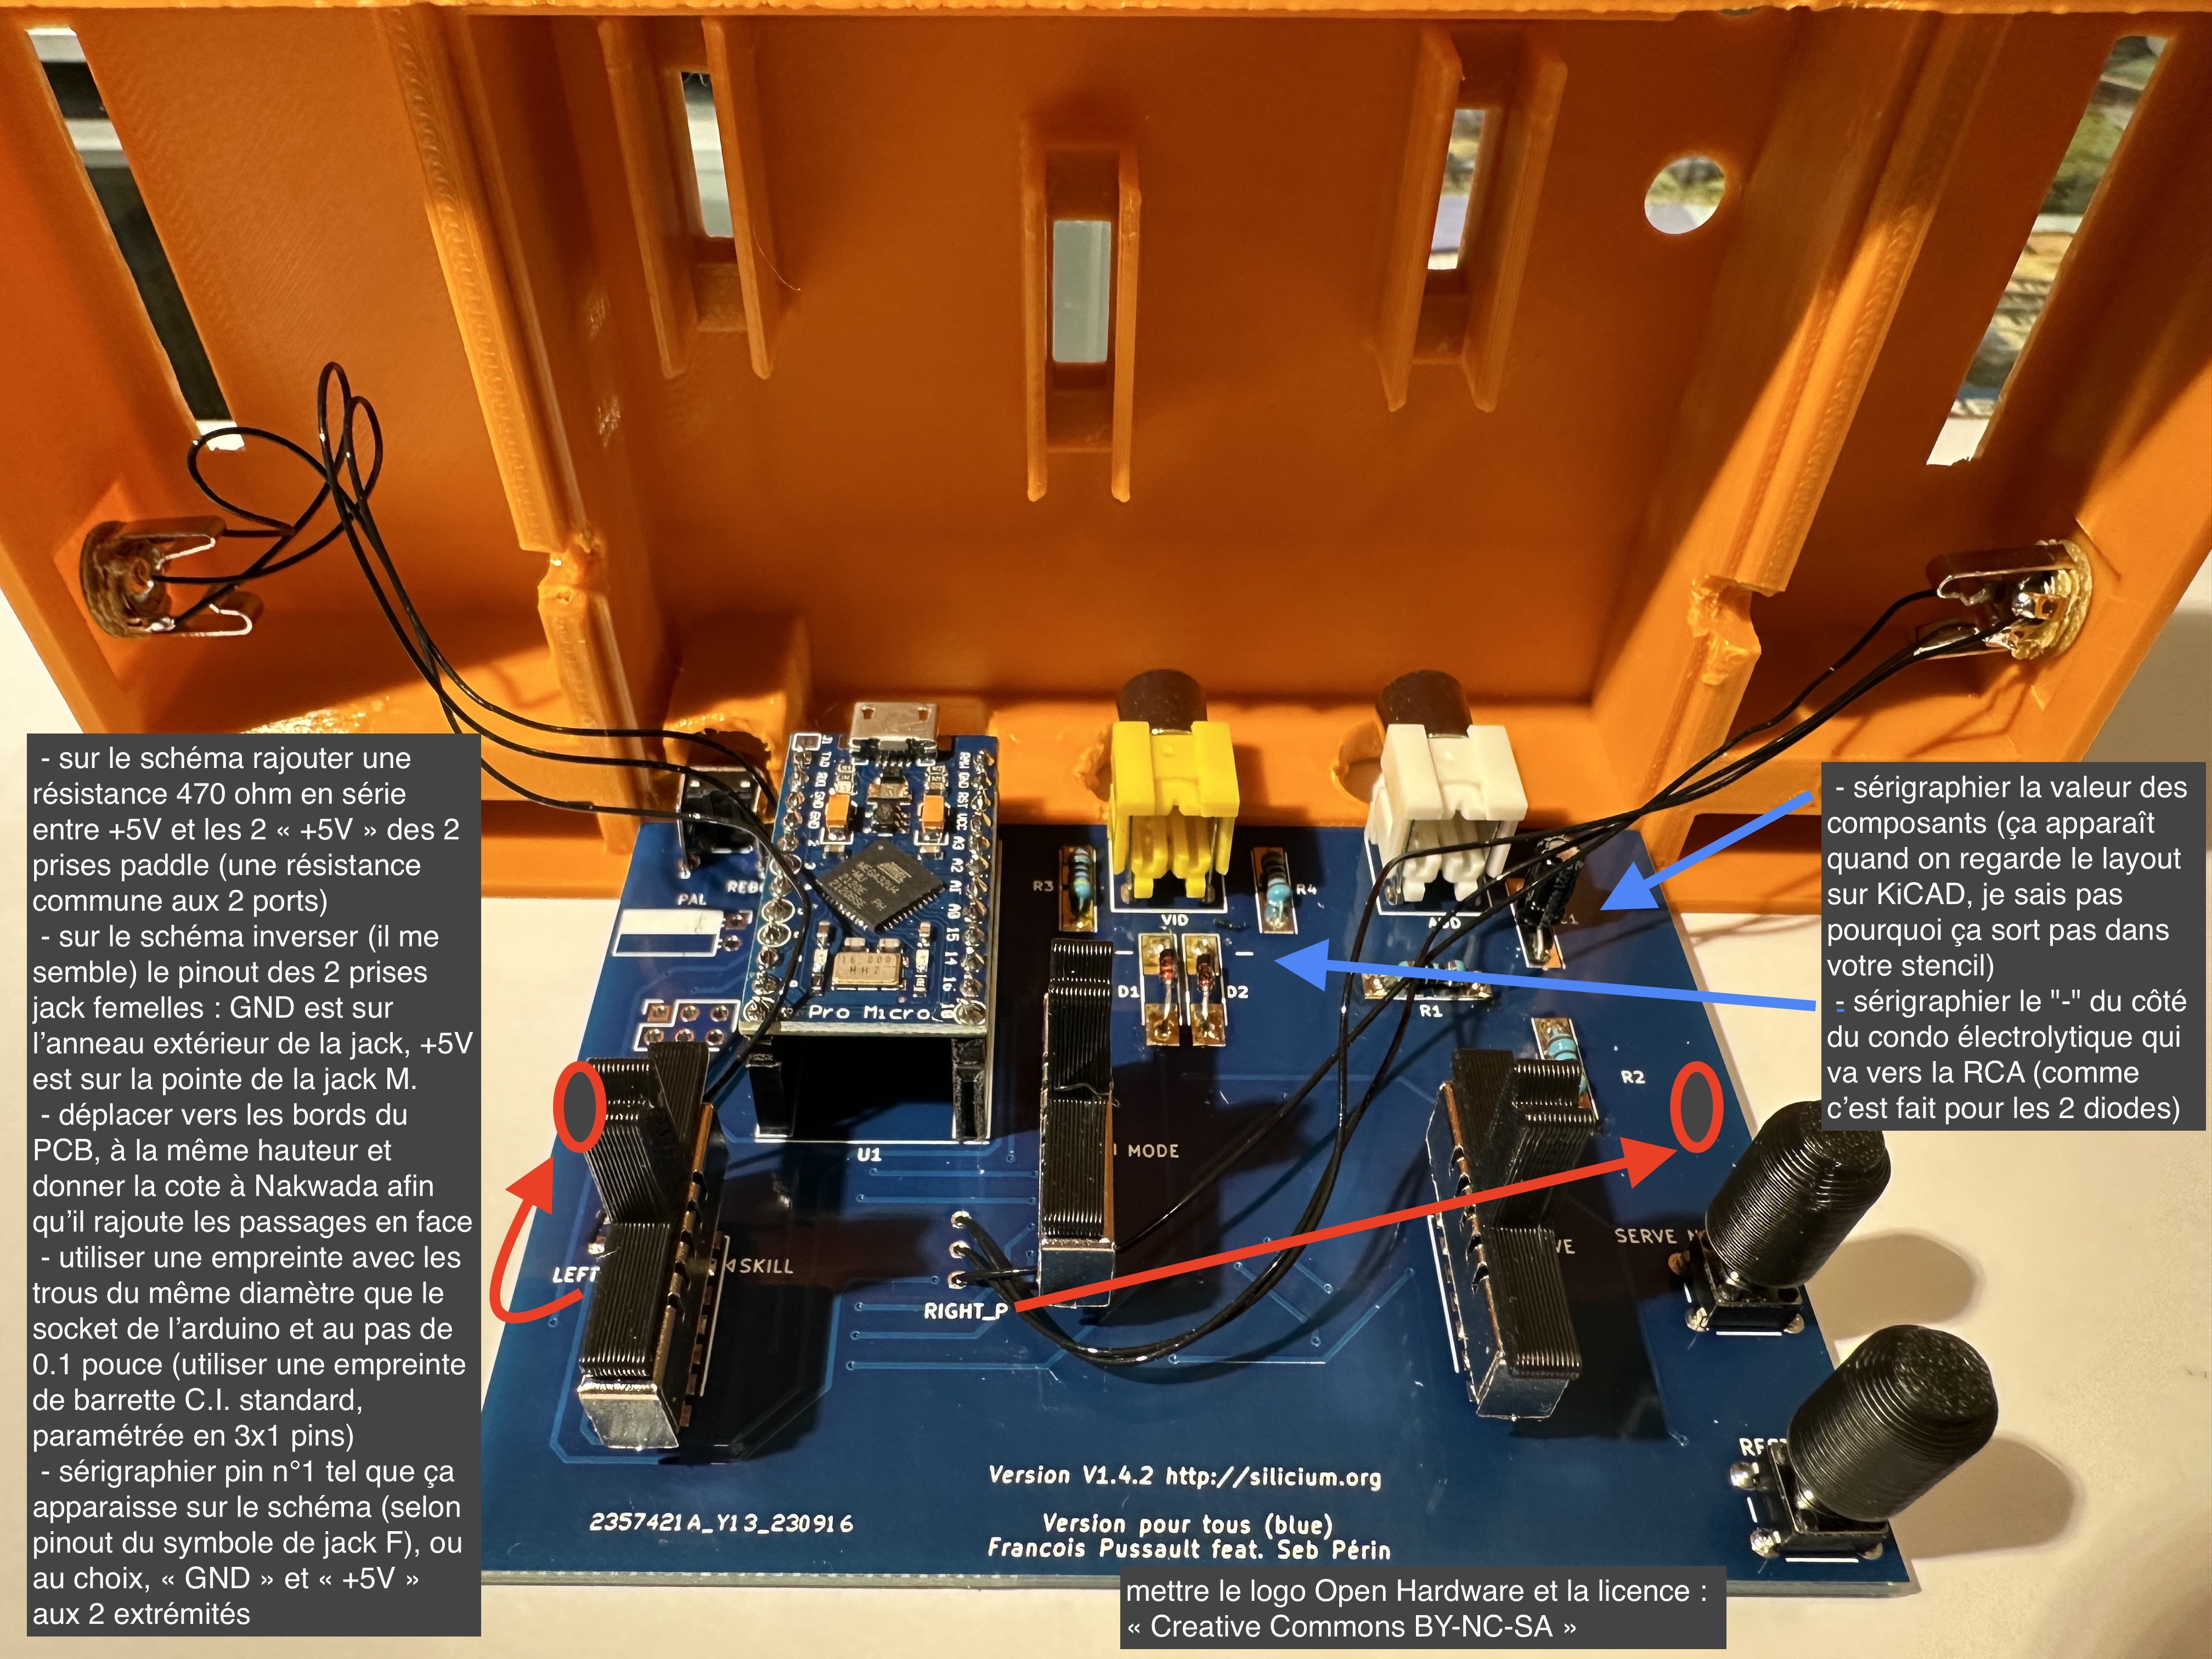 - sur le schéma rajouter une
résistance 470 ohm en série
entre +5V et les 2 « +5V » des 2
prises paddle (une résistance
commune aux 2 ports)
- sur le schéma inverser (il me
semble) le pinout des 2 prises
jack femelles : GND est sur
l'anneau extérieur de la jack, +5V
est sur la pointe de la jack M.
- déplacer vers les bords du
PCB, à la même hauteur et
donner la cote à Nakwada afin
qu'il rajoute les passages en face
- utiliser une empreinte avec les
trous du même diamètre que le
socket de l'arduino et au pas de
0.1 pouce (utiliser une empreinte
de barrette C.I. standard,
paramétrée en 3x1 pins)
- sérigraphier pin n°1 tel que ça
apparaisse sur le schéma (selon
pinout du symbole de jack F), ou
au choix, « GND » et « +5V »
aux 2 extrémités
- sérigraphier la valeur des
composants (ça apparaît
quand on regarde le layout
sur KiCAD, je sais pas
pourquoi ça sort pas dans
votre stencil)
- sérigraphier le "-" du côté
du condo électrolytique qui
va vers la RCA (comme
c'est fait pour les 2 diodes)
PAL
R3
VID
R4
D1
D2
R1
R2
16.000
MHZ
Pro Micro
U1
MODE
SKILL
LEFT
RIGHT_P
SERVE
Version V1.4.2 http://silicium.org
2357421A_Y13_230916
Version pour tous (blue)
Francois Pussault feat. Seb Périn
mettre le logo Open Hardware et la licence :
« Creative Commons BY-NC-SA »